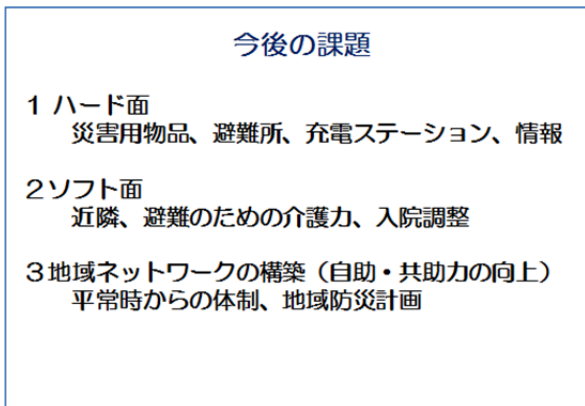 今後の課題
1 ハード面
災害用物品、避難所、充電ステーション、情報
2ソフト面
近隣、避難のための介護力、入院調整
3地域ネットワークの構築（自助・共助力の向上）
平常時からの体制、地域防災計画